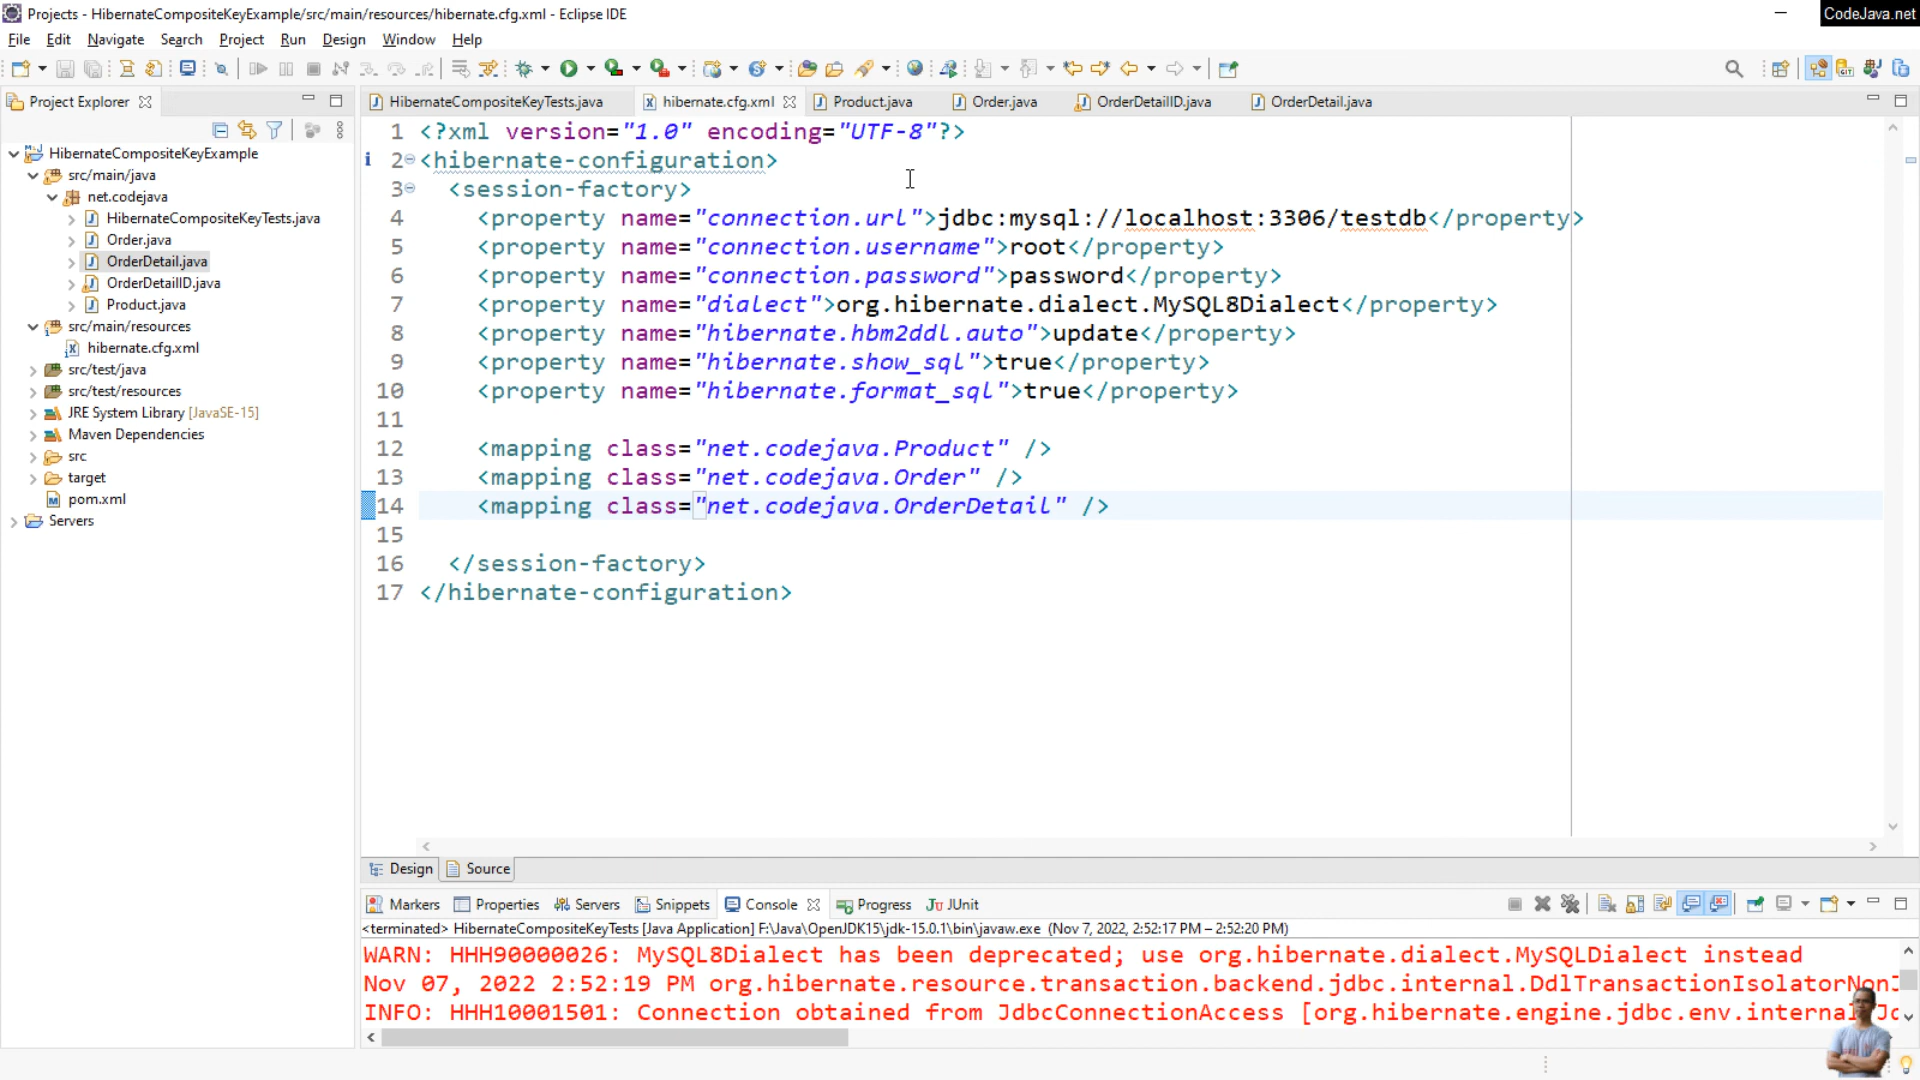 Projects - HibernateCompositeKeyExample/src/main/resources/hibernate.cfg.xml - Eclipse IDE
CodeJava.net
File Edit Navigate Search Project Run Design Window Help
Project Explorer
HibernateCompositeKeyTests.java hibernate.cfg.xml Product.java Order.java OrderDetailID.java OrderDetail.java
HibernateCompositeKeyExample
src/main/java
net.codejava
HibernateCompositeKeyTests.java
Order.java
OrderDetail.java
OrderDetailID.java
Product.java
src/main/resources
hibernate.cfg.xml
src/test/java
src/test/resources
JRE System Library [JavaSE-15]
Maven Dependencies
src
target
pom.xml
Servers
1 <?xml version="1.0" encoding="UTF-8"?>
2 <hibernate-configuration>
3 <session-factory>
4 <property name="connection.url">jdbc:mysql://localhost:3306/testdb</property>
5 <property name="connection.username">root</property>
6 <property name="connection.password">password</property>
7 <property name="dialect">org.hibernate.dialect.MySQL8Dialect</property>
8 <property name="hibernate.hbm2ddl.auto">update</property>
9 <property name="hibernate.show_sql">true</property>
10 <property name="hibernate.format_sql">true</property>
11
12 <mapping class="net.codejava.Product" />
13 <mapping class="net.codejava.Order" />
14 <mapping class="net.codejava.OrderDetail" />
15
16 </session-factory>
17 </hibernate-configuration>
Design Source
Markers Properties Servers Snippets Console Progress JUnit
<terminated> HibernateCompositeKeyTests [Java Application] F:\Java\OpenJDK15\jdk-15.0.1\bin\javaw.exe (Nov 7, 2022, 2:52:17 PM – 2:52:20 PM)
WARN: HHH90000026: MySQL8Dialect has been deprecated; use org.hibernate.dialect.MySQLDialect instead
Nov 07, 2022 2:52:19 PM org.hibernate.resource.transaction.backend.jdbc.internal.DdlTransactionIsolatorNonJ
INFO: HHH10001501: Connection obtained from JdbcConnectionAccess [org.hibernate.engine.jdbc.env.internal